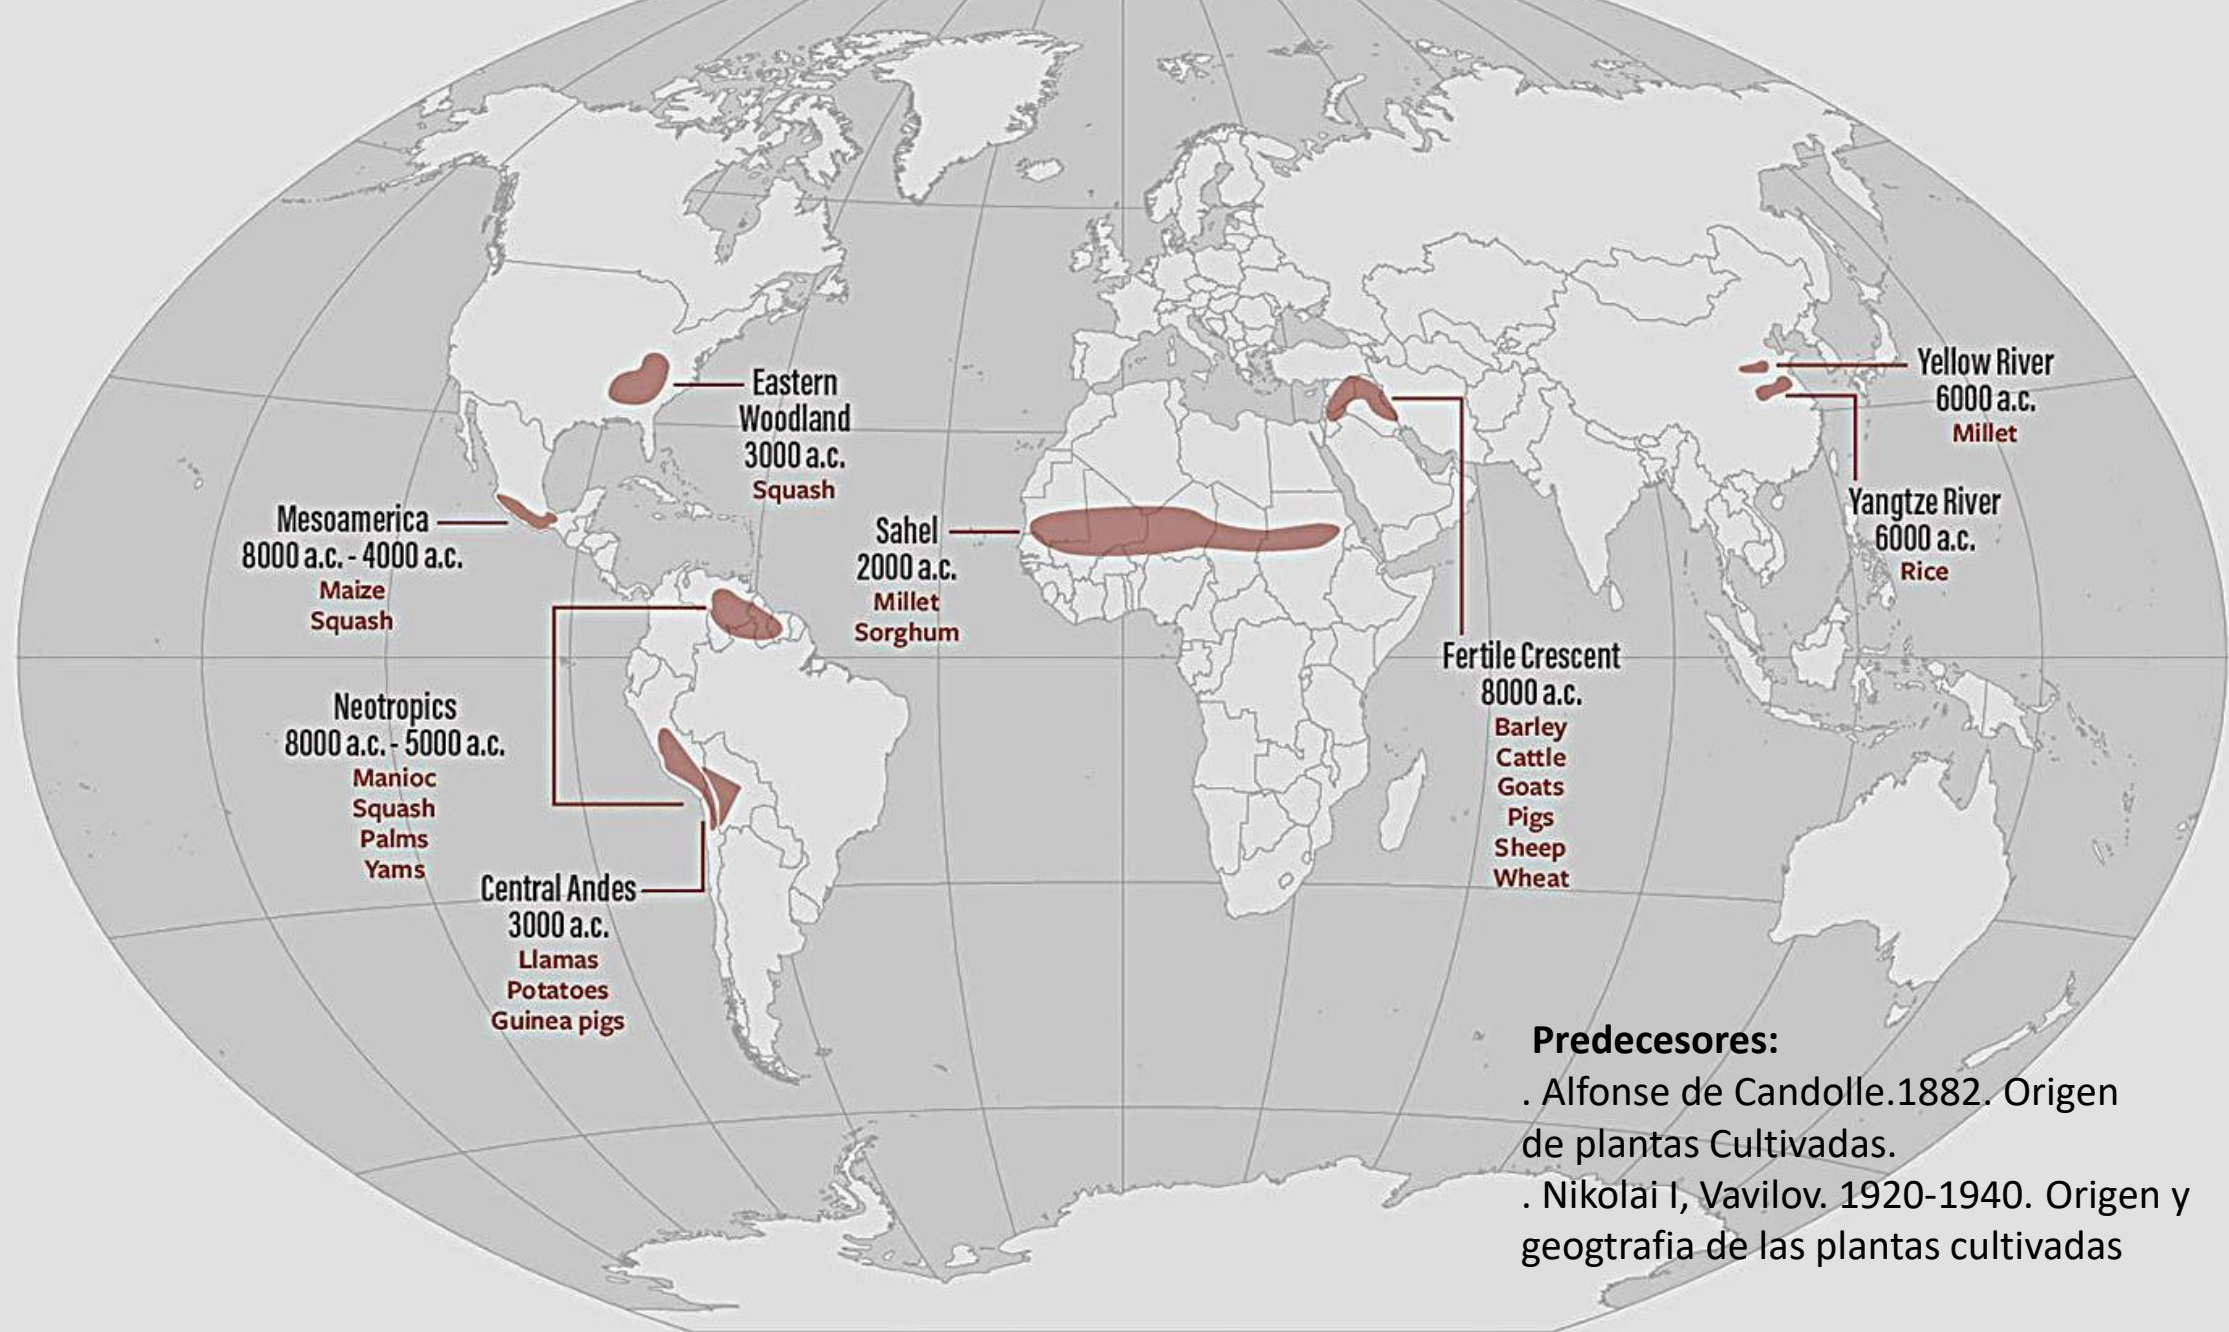 Eastern
Woodland
3000 a.c.
Squash
Mesoamerica
8000 a.c. - 4000 a.c.
Maize
Squash
Neotropics
8000 a.c. - 5000 a.c.
Manioc
Squash
Palms
Yams
Central Andes
3000 a.c.
Llamas
Potatoes
Guinea pigs
Sahel
2000 a.c.
Millet
Sorghum
Fertile Crescent
8000 a.c.
Barley
Cattle
Goats
Pigs
Sheep
Wheat
Yellow River
6000 a.c.
Millet
Yangtze River
6000 a.c.
Rice
Predecesores:
. Alfonse de Candolle.1882. Origen
de plantas Cultivadas.
. Nikolai I, Vavilov. 1920-1940. Origen y
geogtrafia de las plantas cultivadas